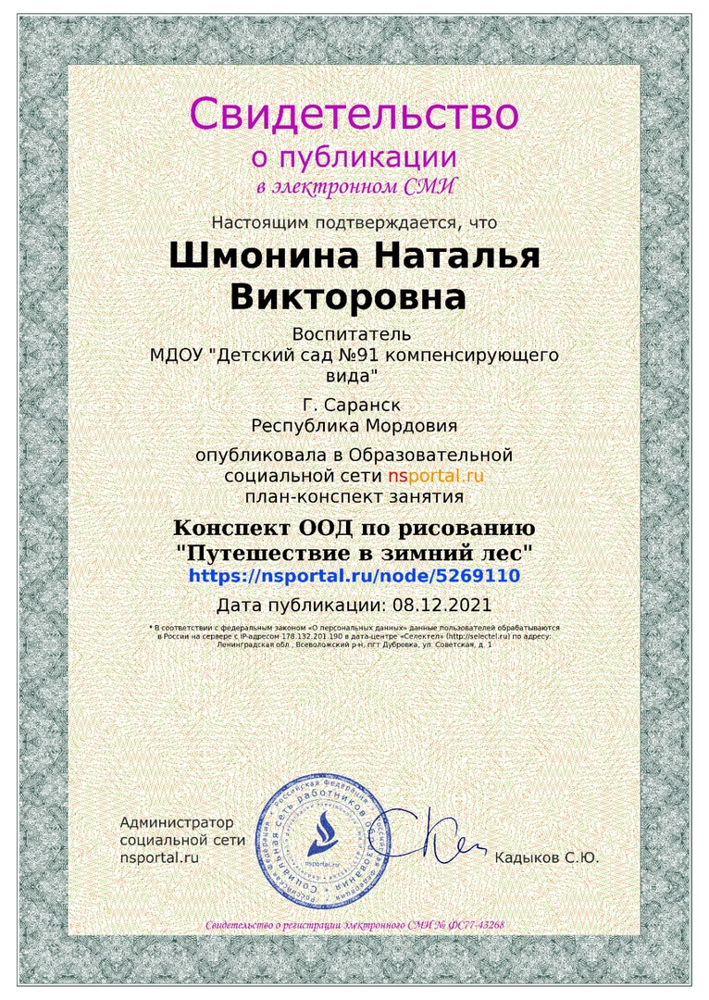 Свидетельство
о публикации
в электронном СМИ
Настоящим подтверждается, что
Шмонина Наталья
Викторовна
Воспитатель
МДОУ "Детский сад №91 компенсирующего
вида"
Г. Саранск
Республика Мордовия
опубликовала в Образовательной
социальной сети nsportal.ru
план-конспект занятия
Конспект ООД по рисованию
"Путешествие в зимний лес"
https://nsportal.ru/node/5269110
Дата публикации: 08.12.2021
* В соответствии с федеральным законом «О персональных данных» данные пользователей обрабатываются
в России на сервере с IP-адресом 178.132.201.190 в дата-центре «Селектел» (http://selectel.ru) по адресу:
Ленинградская обл., Всеволожский р-н, пгт Дубровка, ул. Советская, д. 1
Администратор
социальной сети
nsportal.ru
Российская Федерация • Российская Федерация • Российская Федерация
Социальная сеть работников образования
nsportal.ru
Кадыков С.Ю.
Свидетельство о регистрации электронного СМИ № ФС77-43268